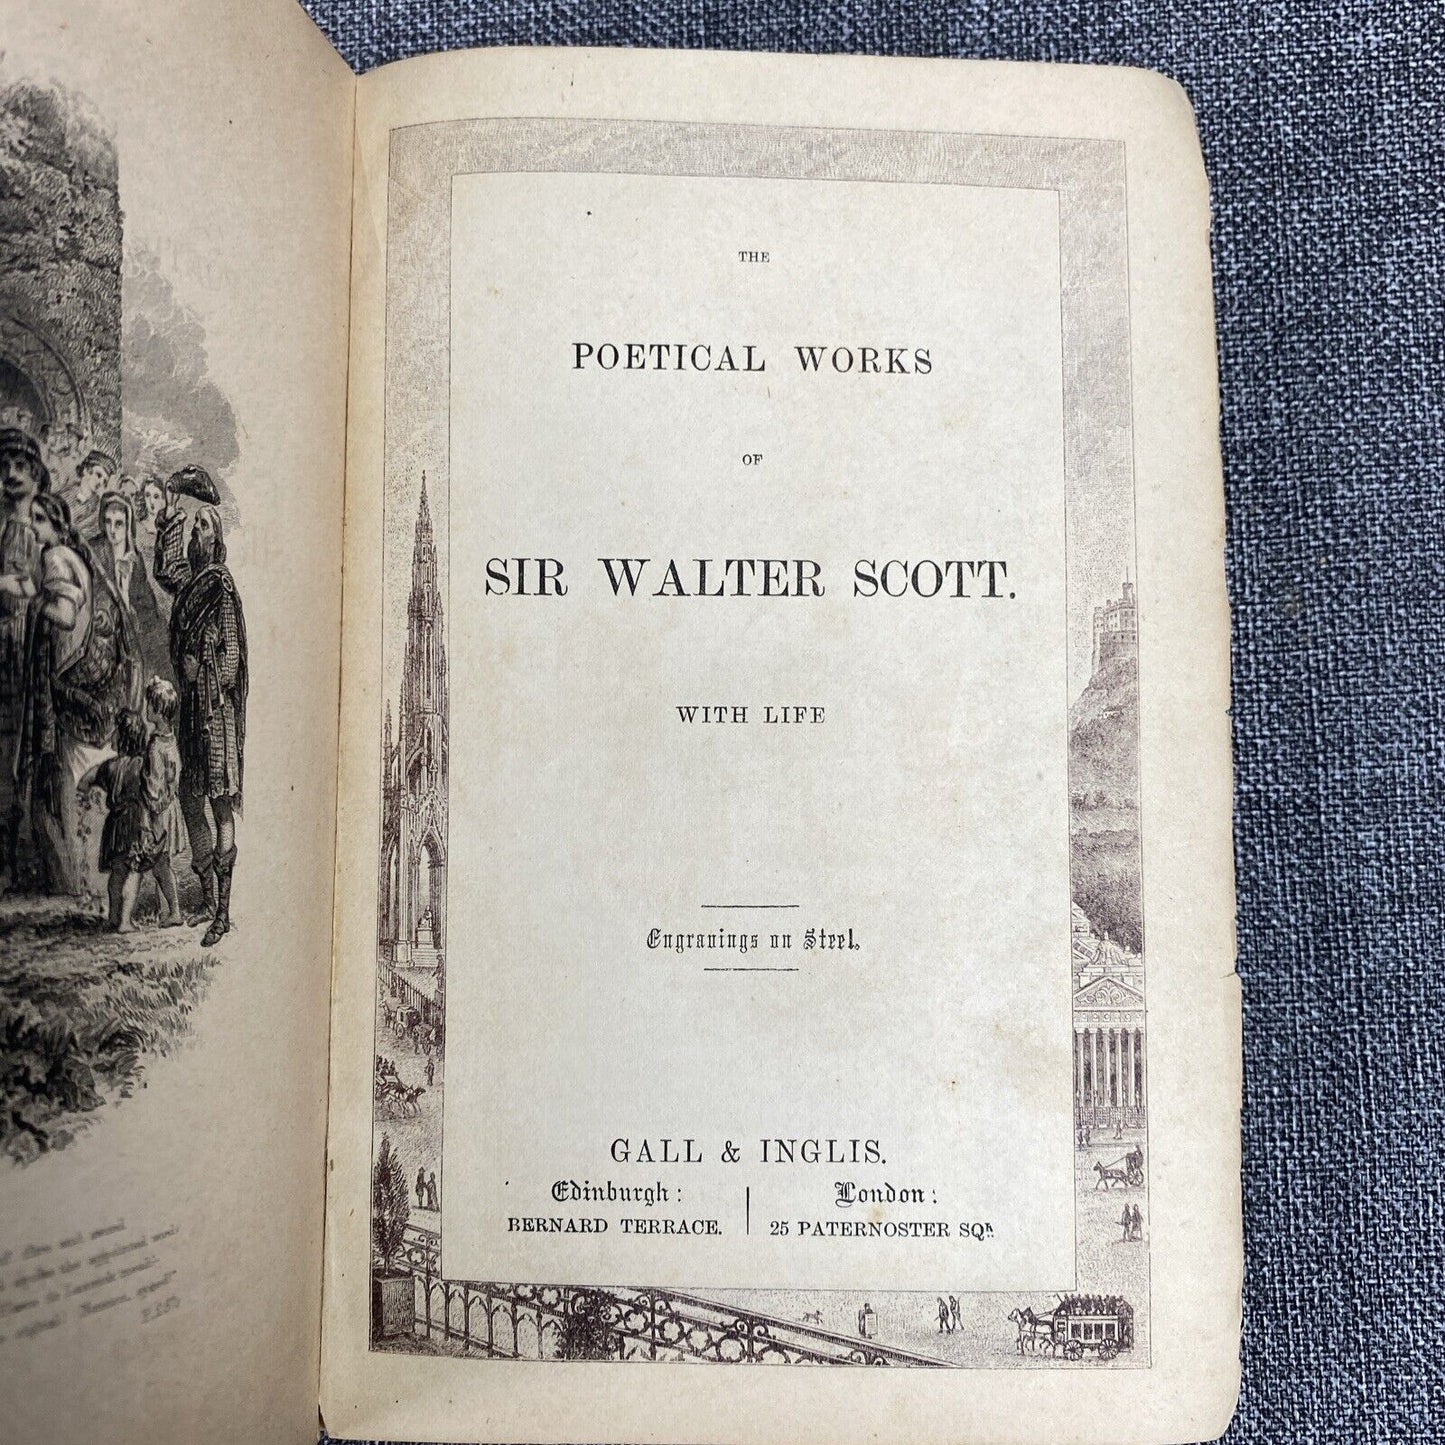 THE
POETICAL WORKS
OF
SIR WALTER SCOTT.
WITH LIFE
Engravings on Steel.
GALL & INGLIS.
Edinburgh: London:
BERNARD TERRACE. 25 PATERNOSTER SQR.